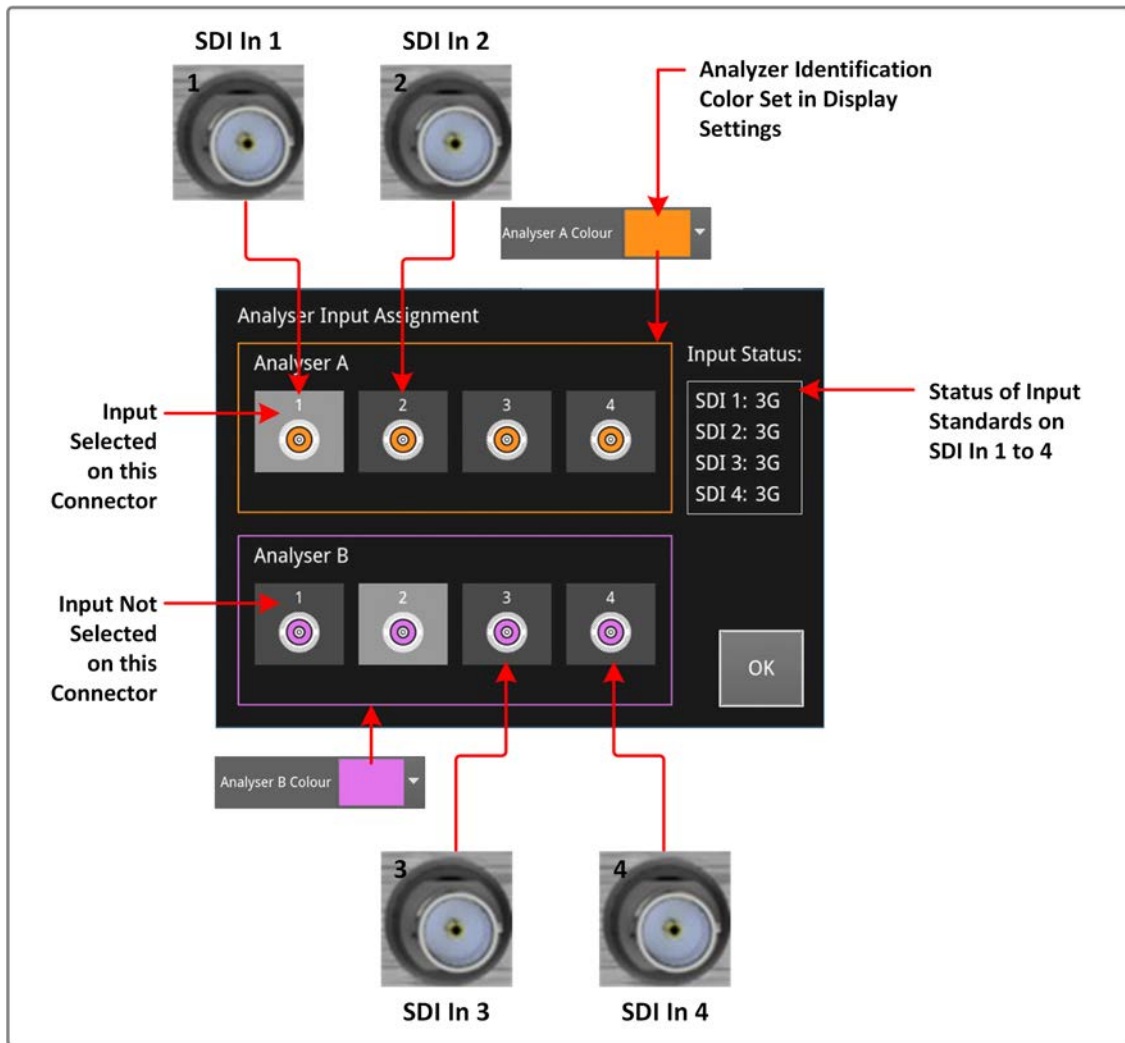 SDI In 1
SDI In 2
1
2
Analyzer Identification
Color Set in Display
Settings
Analyser A Colour
Analyser Input Assignment
Analyser A
1
2
3
4
Input Status:
SDI 1: 3G
SDI 2: 3G
SDI 3: 3G
SDI 4: 3G
Input
Selected
on this
Connector
Status of Input
Standards on
SDI In 1 to 4
Analyser B
1
2
3
4
Input Not
Selected
on this
Connector
OK
Analyser B Colour
3
4
SDI In 3
SDI In 4